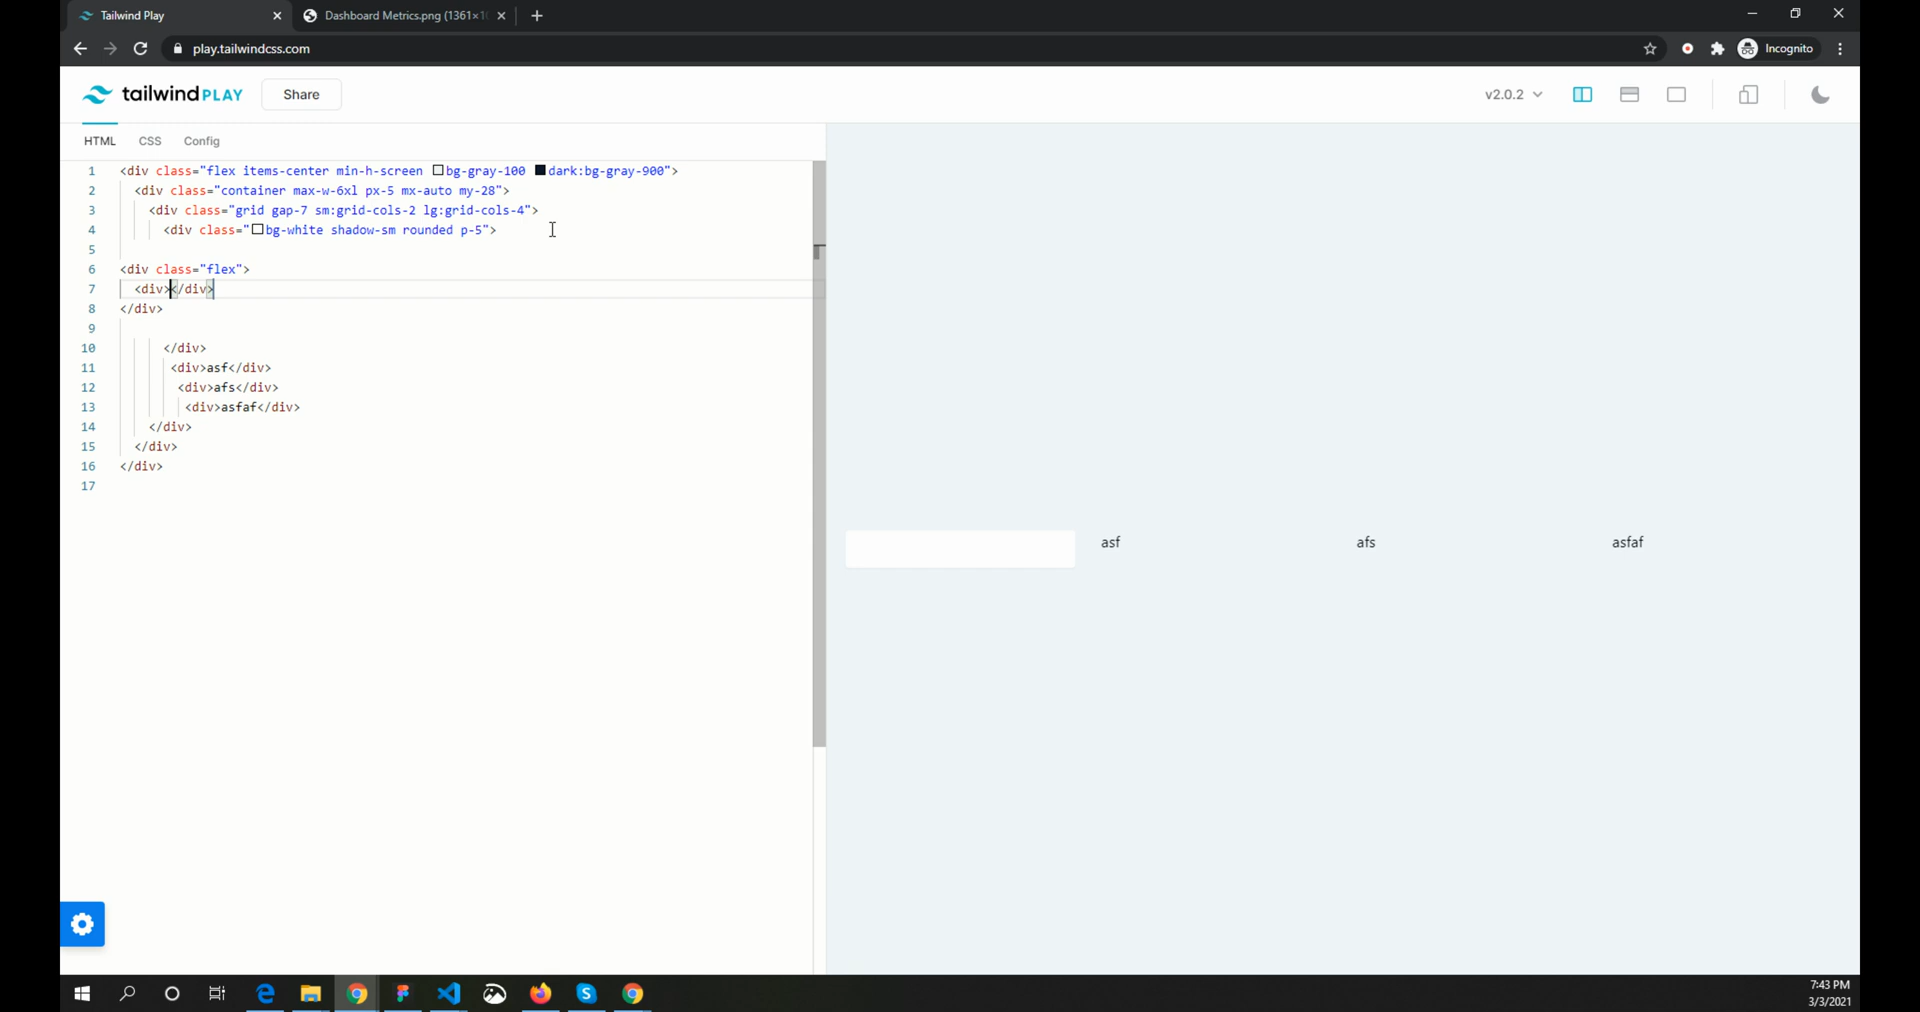 Tailwind Play
Dashboard Metrics.png (1361×1
play.tailwindcss.com
Incognito
tailwind PLAY
Share
v2.0.2
HTML CSS Config
1 <div class="flex items-center min-h-screen bg-gray-100 dark:bg-gray-900">
2 <div class="container max-w-6xl px-5 mx-auto my-28">
3 <div class="grid gap-7 sm:grid-cols-2 lg:grid-cols-4">
4 <div class="bg-white shadow-sm rounded p-5">
5
6 <div class="flex">
7 <div></div>
8 </div>
9
10 </div>
11 <div>asf</div>
12 <div>afs</div>
13 <div>asfaf</div>
14 </div>
15 </div>
16 </div>
17
asf afs asfaf
7:43 PM
3/3/2021